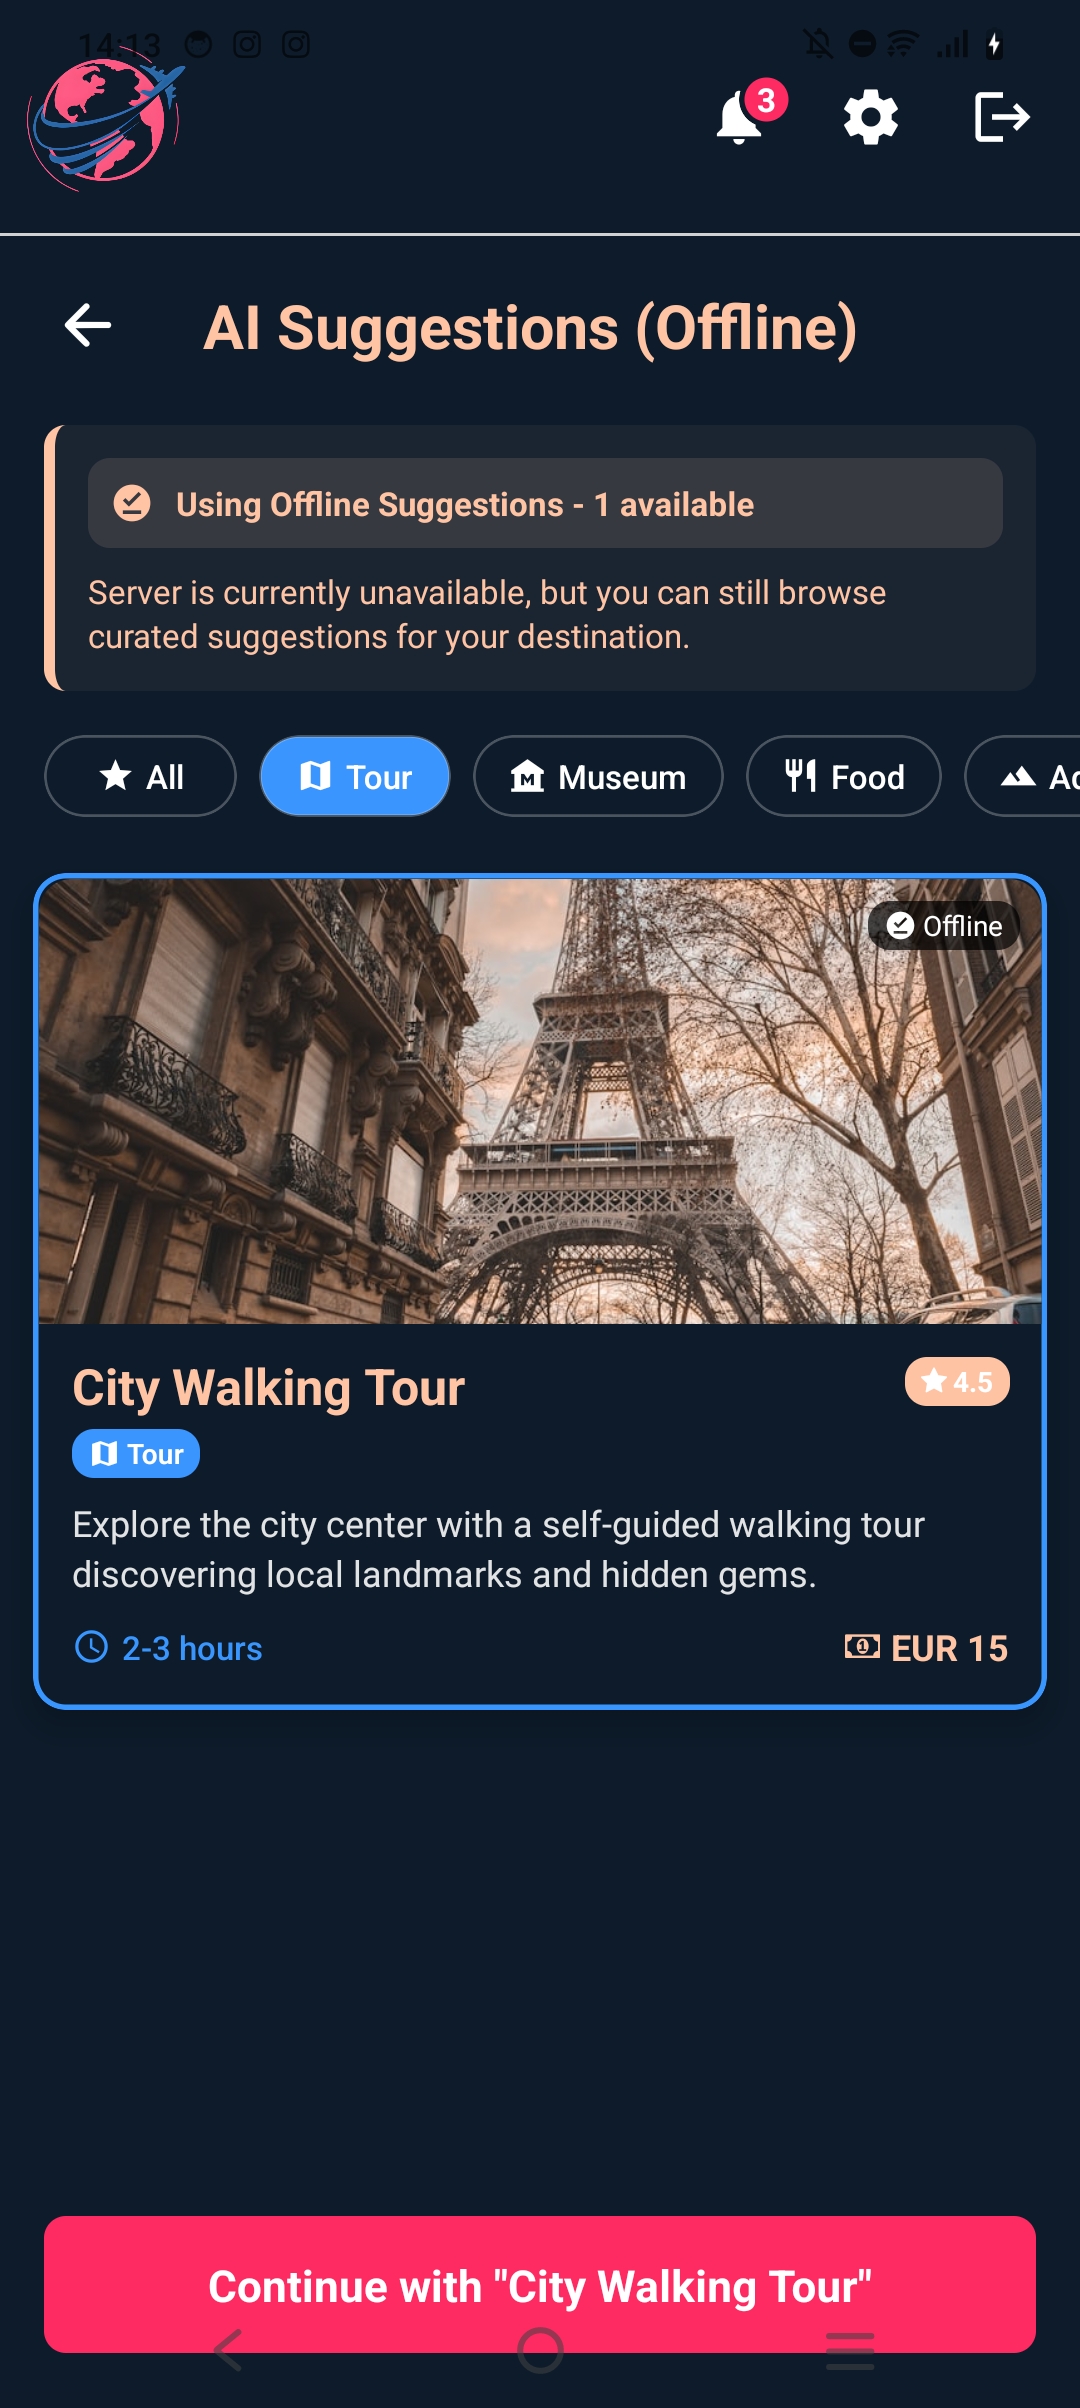 14:13
3
AI Suggestions (Offline)
Using Offline Suggestions - 1 available
Server is currently unavailable, but you can still browse
curated suggestions for your destination.
All
Tour
Museum
Food
Offline
City Walking Tour
4.5
Tour
Explore the city center with a self-guided walking tour
discovering local landmarks and hidden gems.
2-3 hours
EUR 15
Continue with "City Walking Tour"